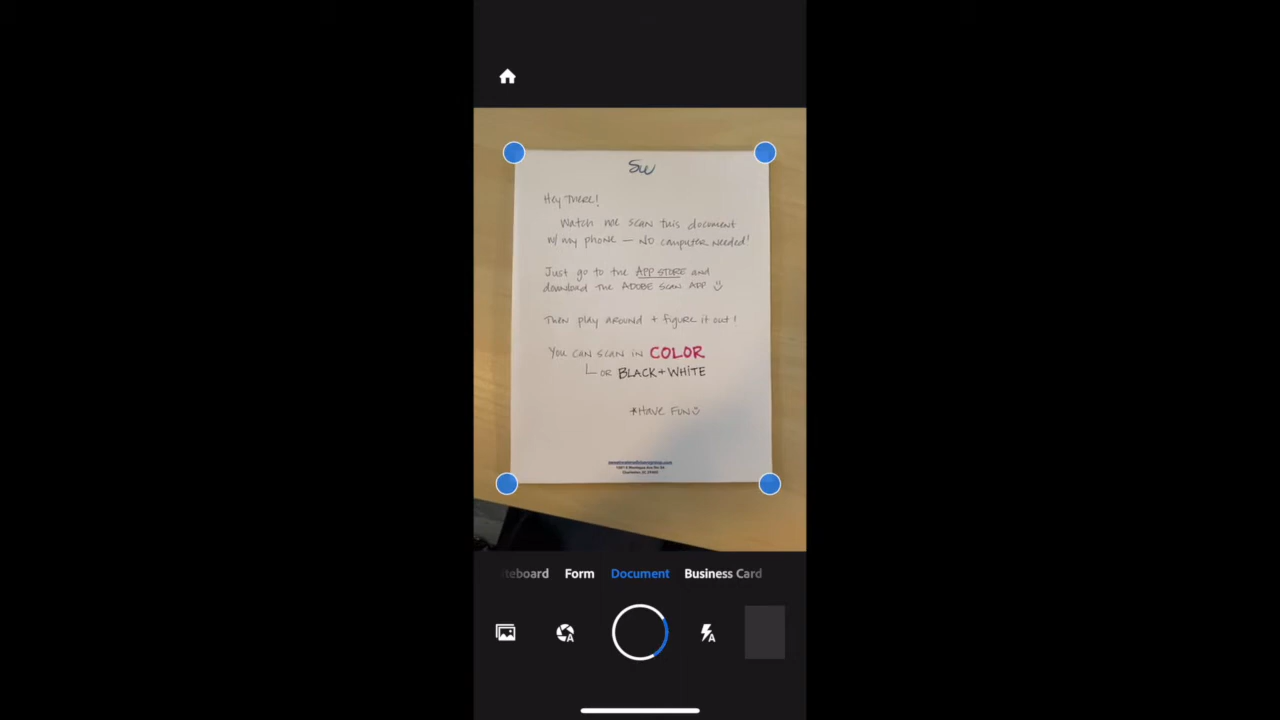 SW
Hey There!
Watch me scan this document
w/ my phone — No computer needed!
Just go to the APP STORE and
download the ADOBE SCAN APP
Then play around + figure it out!
You can scan in COLOR
or BLACK + WHITE
*Have Fun
teboard Form Document Business Card